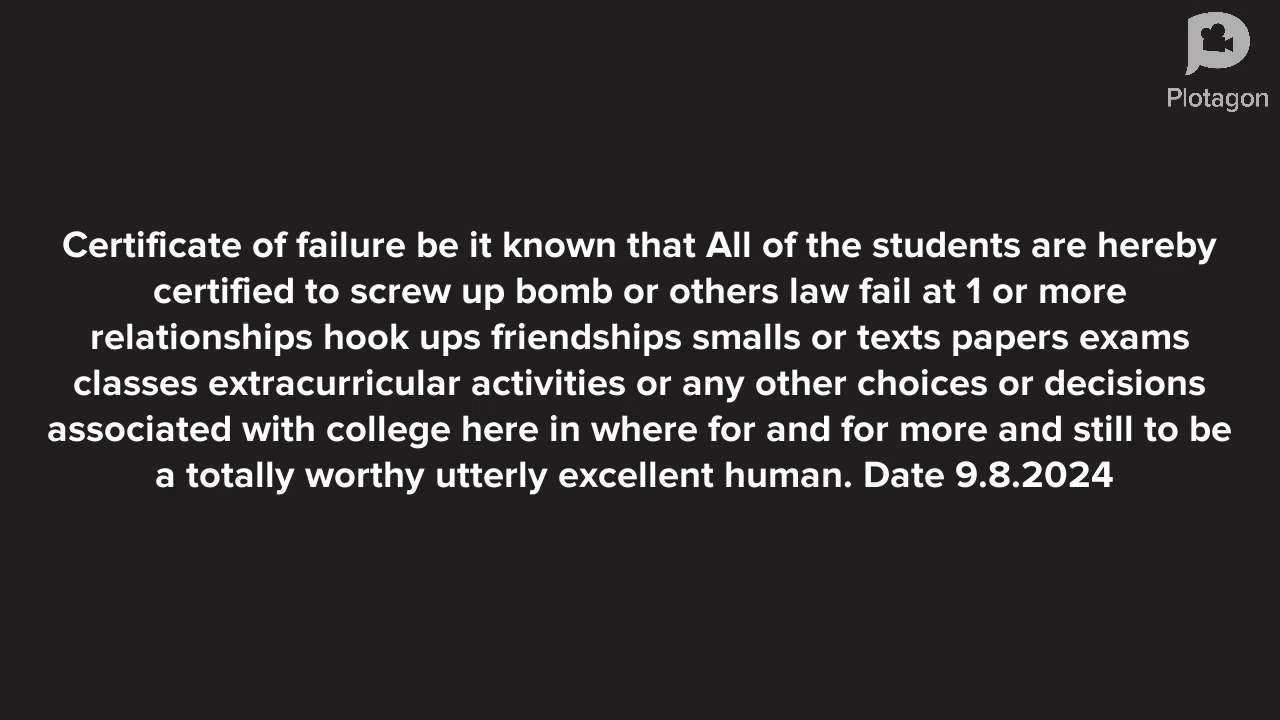 Plotagon
Certificate of failure be it known that All of the students are hereby
certified to screw up bomb or others law fail at 1 or more
relationships hook ups friendships smalls or texts papers exams
classes extracurricular activities or any other choices or decisions
associated with college here in where for and for more and still to be
a totally worthy utterly excellent human. Date 9.8.2024